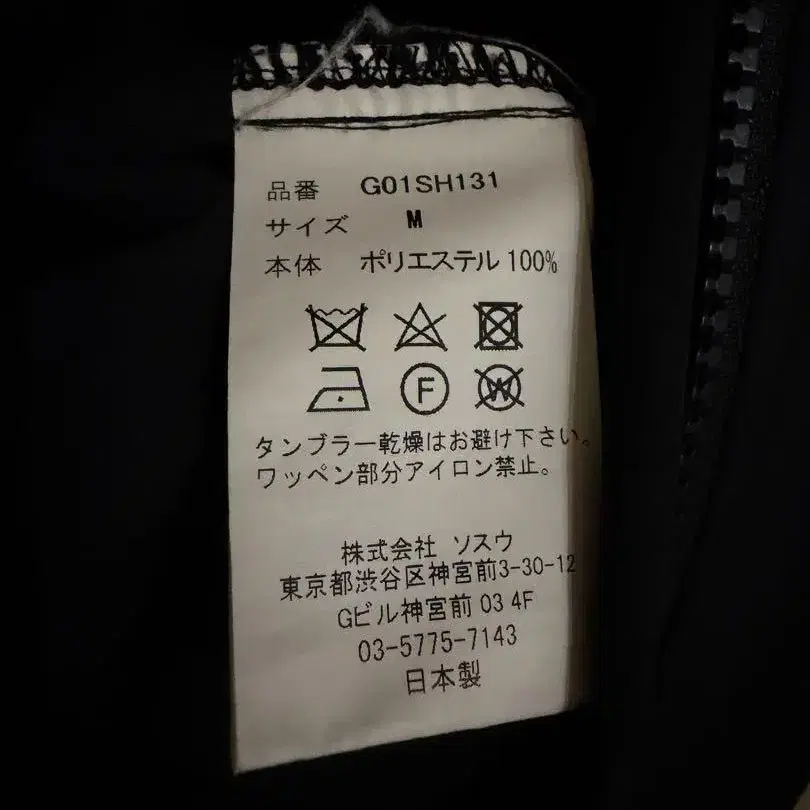 品番 G01SH131
サイズ M
本体 ポリエステル 100%
F W
タンブラー乾燥はお避け下さい。
ワッペン部分アイロン禁止。
株式会社 ソスウ
東京都渋谷区神宮前3-30-12
Gビル神宮前 03 4F
03-5775-7143
日本製